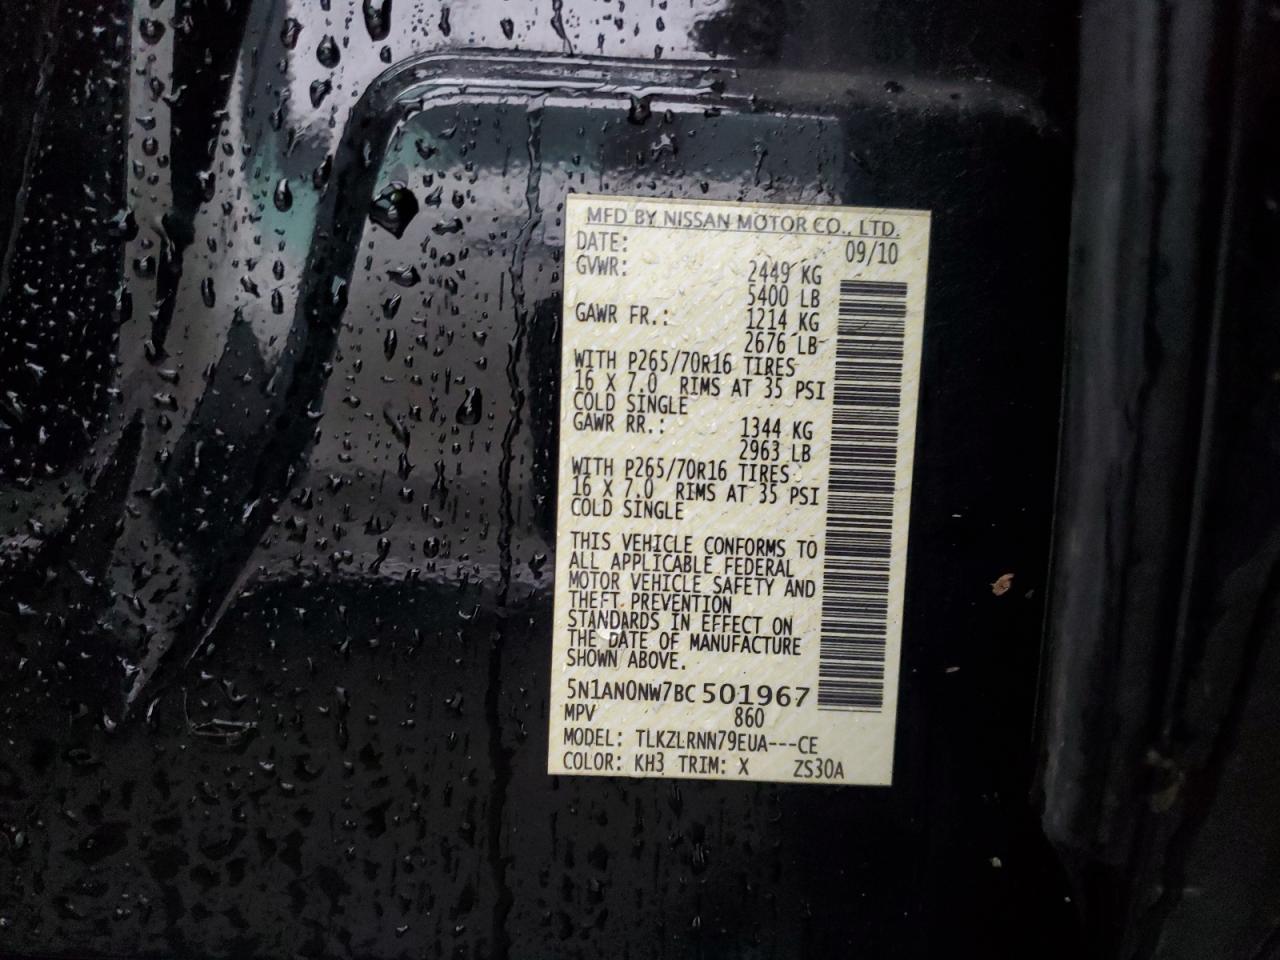 MFD BY NISSAN MOTOR CO., LTD.
DATE: 09/10
GVWR: 2449 KG
5400 LB
GAWR FR.: 1214 KG
2676 LB
WITH P265/70R16 TIRES
16 X 7.0 RIMS AT 35 PSI
COLD SINGLE
GAWR RR.: 1344 KG
2963 LB
WITH P265/70R16 TIRES
16 X 7.0 RIMS AT 35 PSI
COLD SINGLE
THIS VEHICLE CONFORMS TO
ALL APPLICABLE FEDERAL
MOTOR VEHICLE SAFETY AND
THEFT PREVENTION
STANDARDS IN EFFECT ON
THE DATE OF MANUFACTURE
SHOWN ABOVE.
5N1AN0NW7BC501967
MPV 860
MODEL: TLKZLRNN79EUA---CE
COLOR: KH3 TRIM: X ZS30A